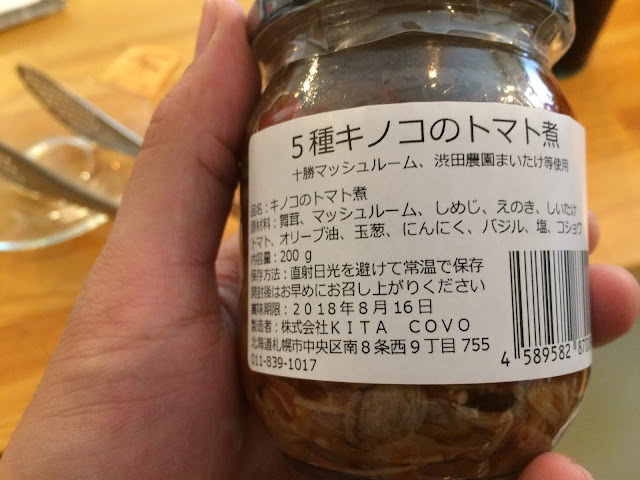 5種キノコのトマト煮
十勝マッシュルーム、渋田農園まいたけ等使用
品名：キノコのトマト煮
原材料：舞茸、マッシュルーム、しめじ、えのき、しいたけ
トマト、オリーブ油、玉葱、にんにく、バジル、塩、コショウ
内容量：200ｇ
保存方法：直射日光を避けて常温で保存
開封後はお早めにお召し上がりください
賞味期限：２０１８年８月１６日
製造者：株式会社ＫＩＴＡ ＣＯＶＯ
北海道札幌市中央区南８条西９丁目755
011-839-1017
4 589582